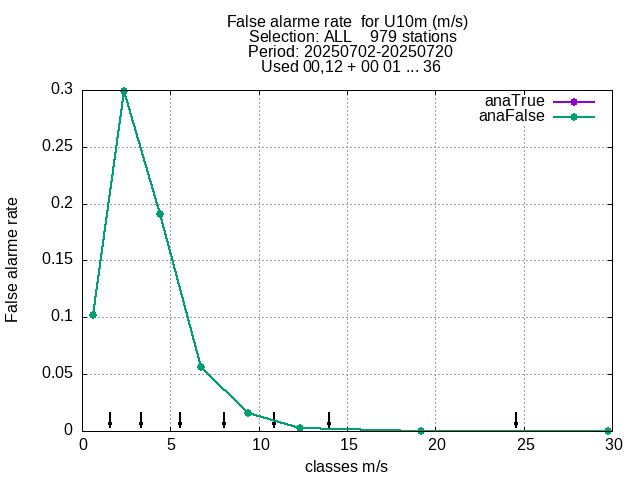 False alarme rate  for U10m (m/s)
Selection: ALL    979 stations
Period: 20250702-20250720
Used 00,12 + 00 01 ... 36
anaTrue
anaFalse
False alarme rate
0.3
0.25
0.2
0.15
0.1
0.05
0
0 5 10 15 20 25 30
classes m/s